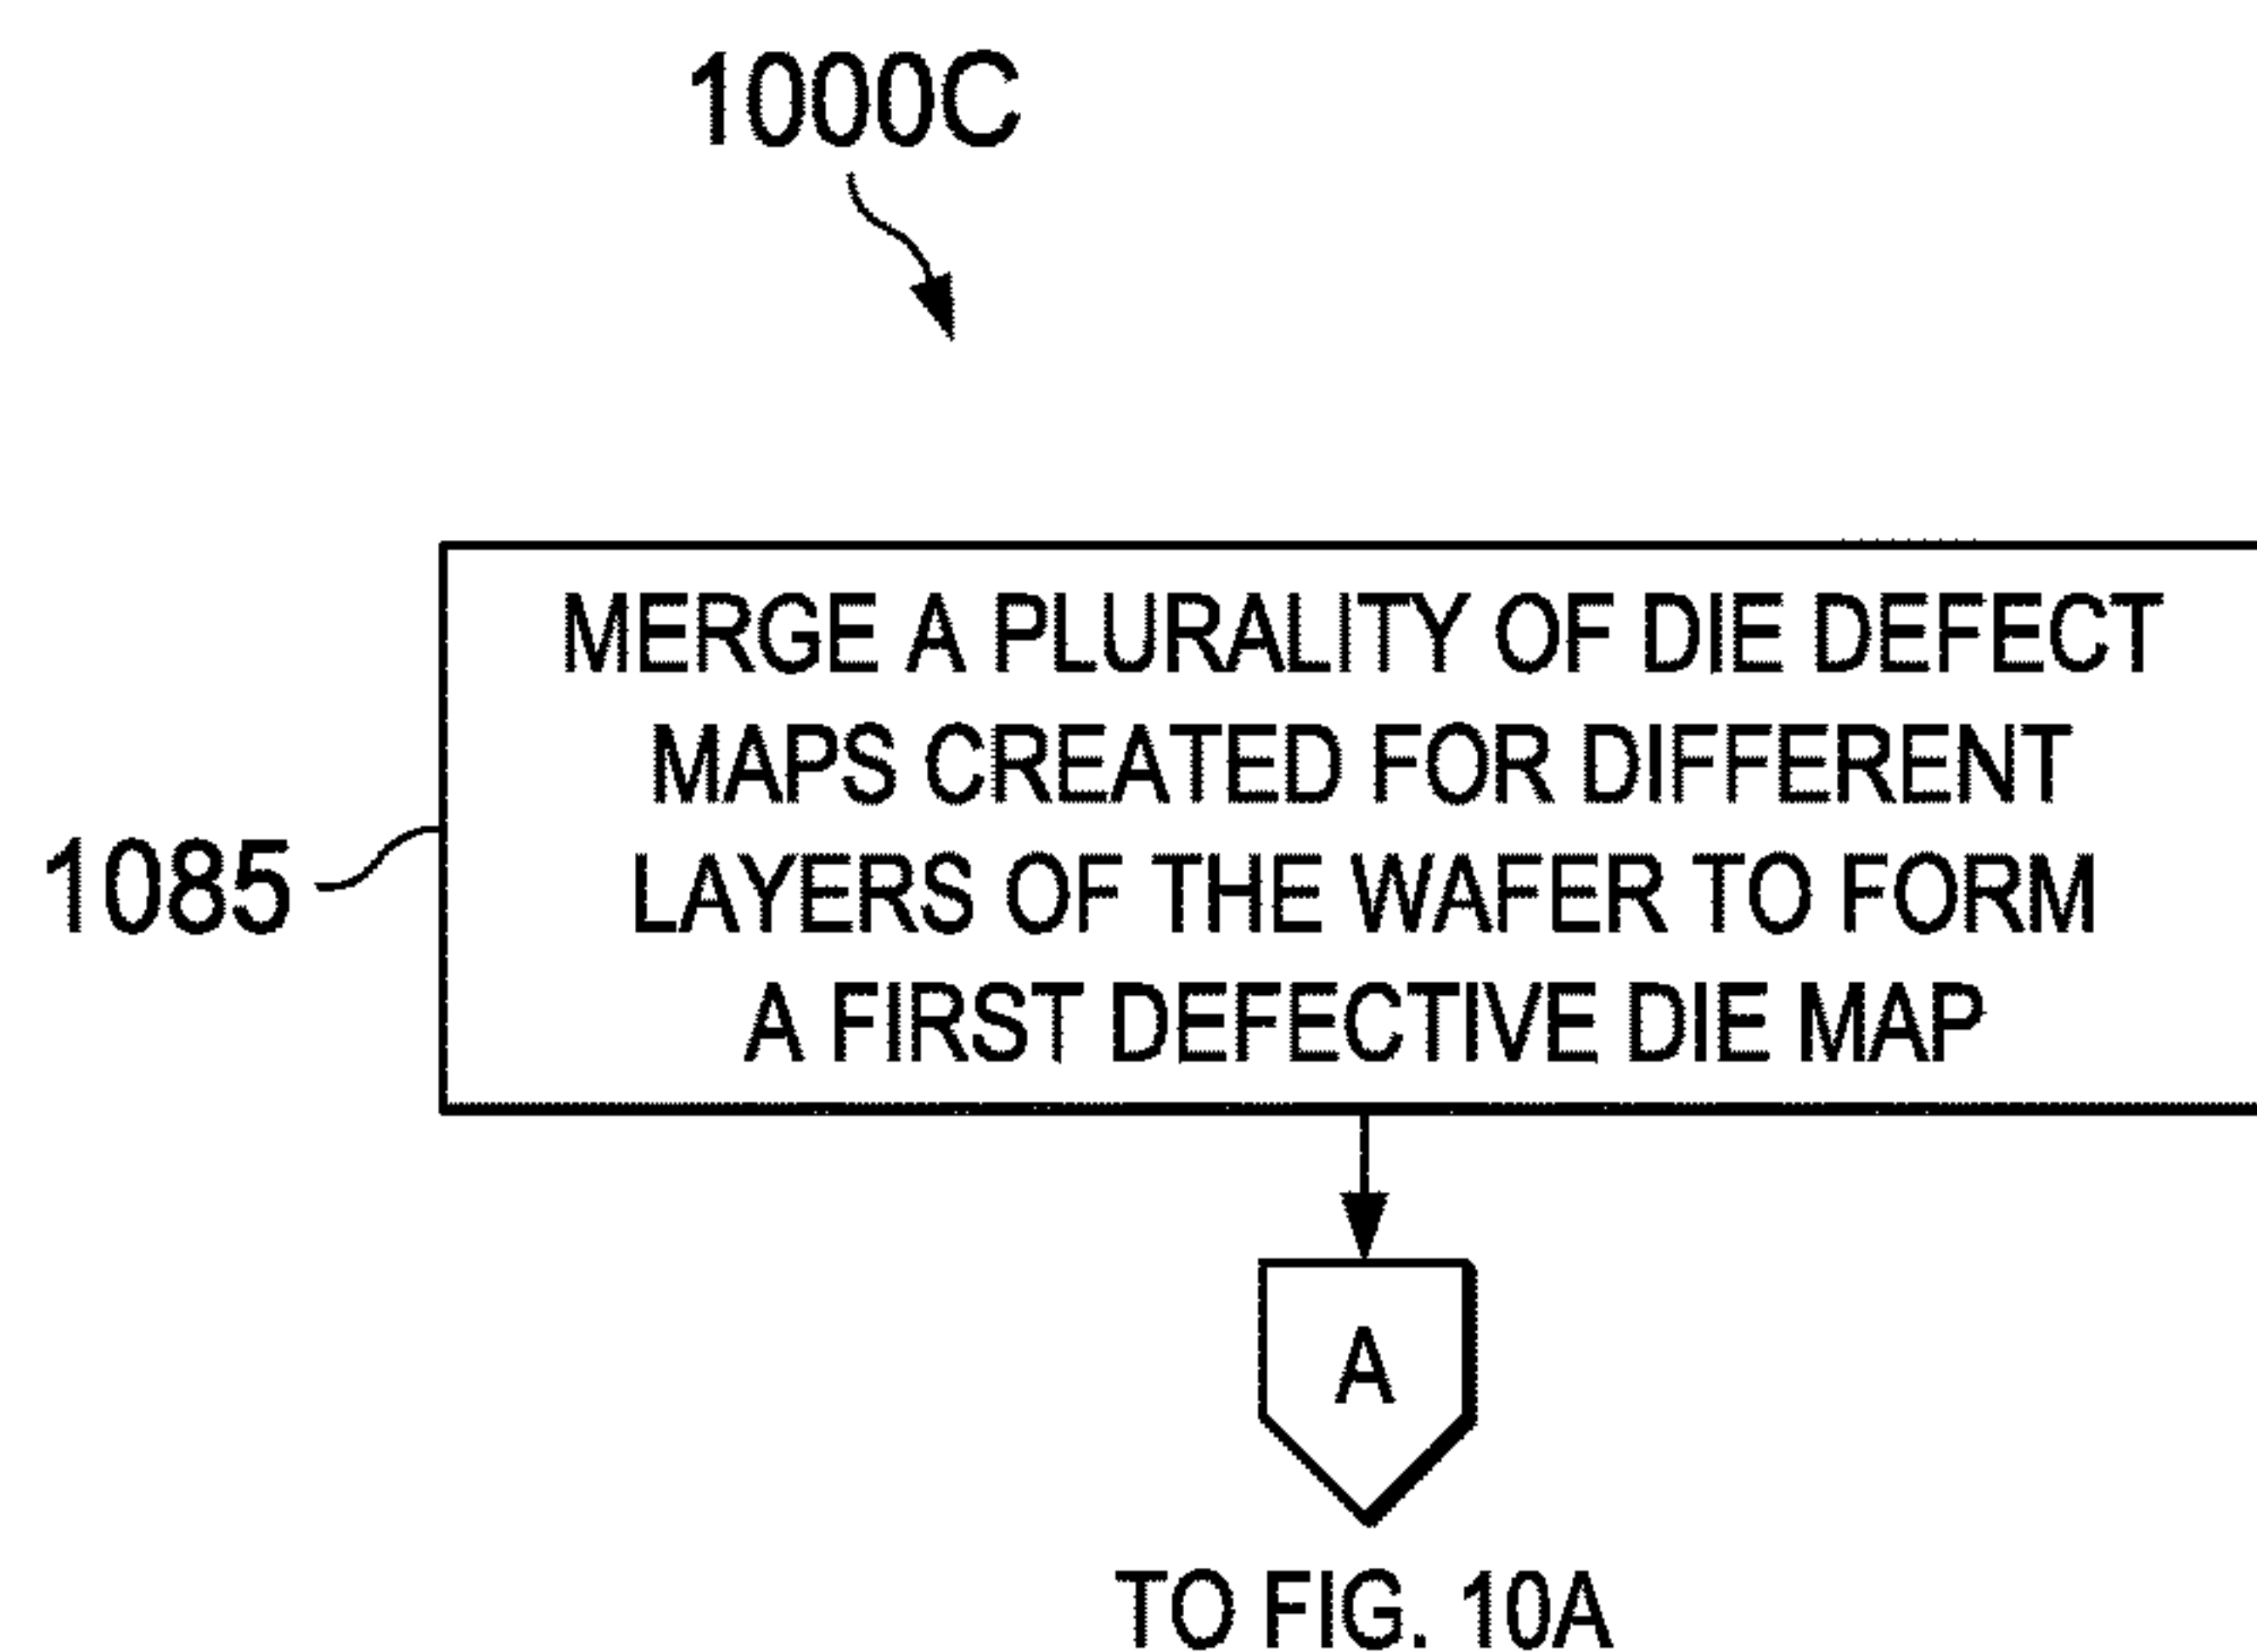 1000C
MERGE A PLURALITY OF DIE DEFECT
MAPS CREATED FOR DIFFERENT
1085
LAYERS OF THE WAFER TO FORM
A FIRST DEFECTIVE DIE MAP
A
TO FIG. 10A